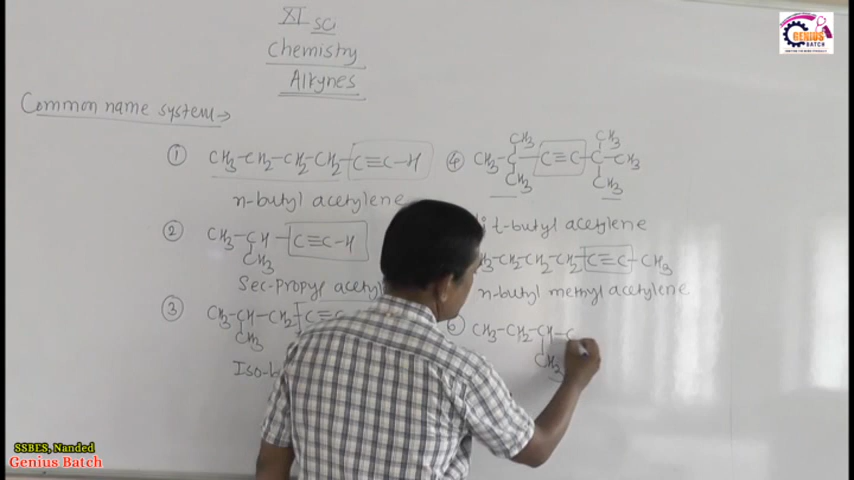 XI sci
Chemistry
Alkynes
Common name system→
① CH3–CH2–CH2–CH2–C≡C–H
n-butyl acetylene
② CH3–CH–C≡C–H
CH3
Sec-propyl
③ CH3–CH–CH2–C≡
CH3
CH3 CH3
④ CH3–C–C≡C–C–CH3
CH3 CH3
t-butyl acetylene
CH2–CH2–CH2–C≡C–CH3
n-butyl methyl acetylene
CH3–CH2–CH–C
CH3
GENIUS
BATCH
SSBES, Nanded
Genius Batch